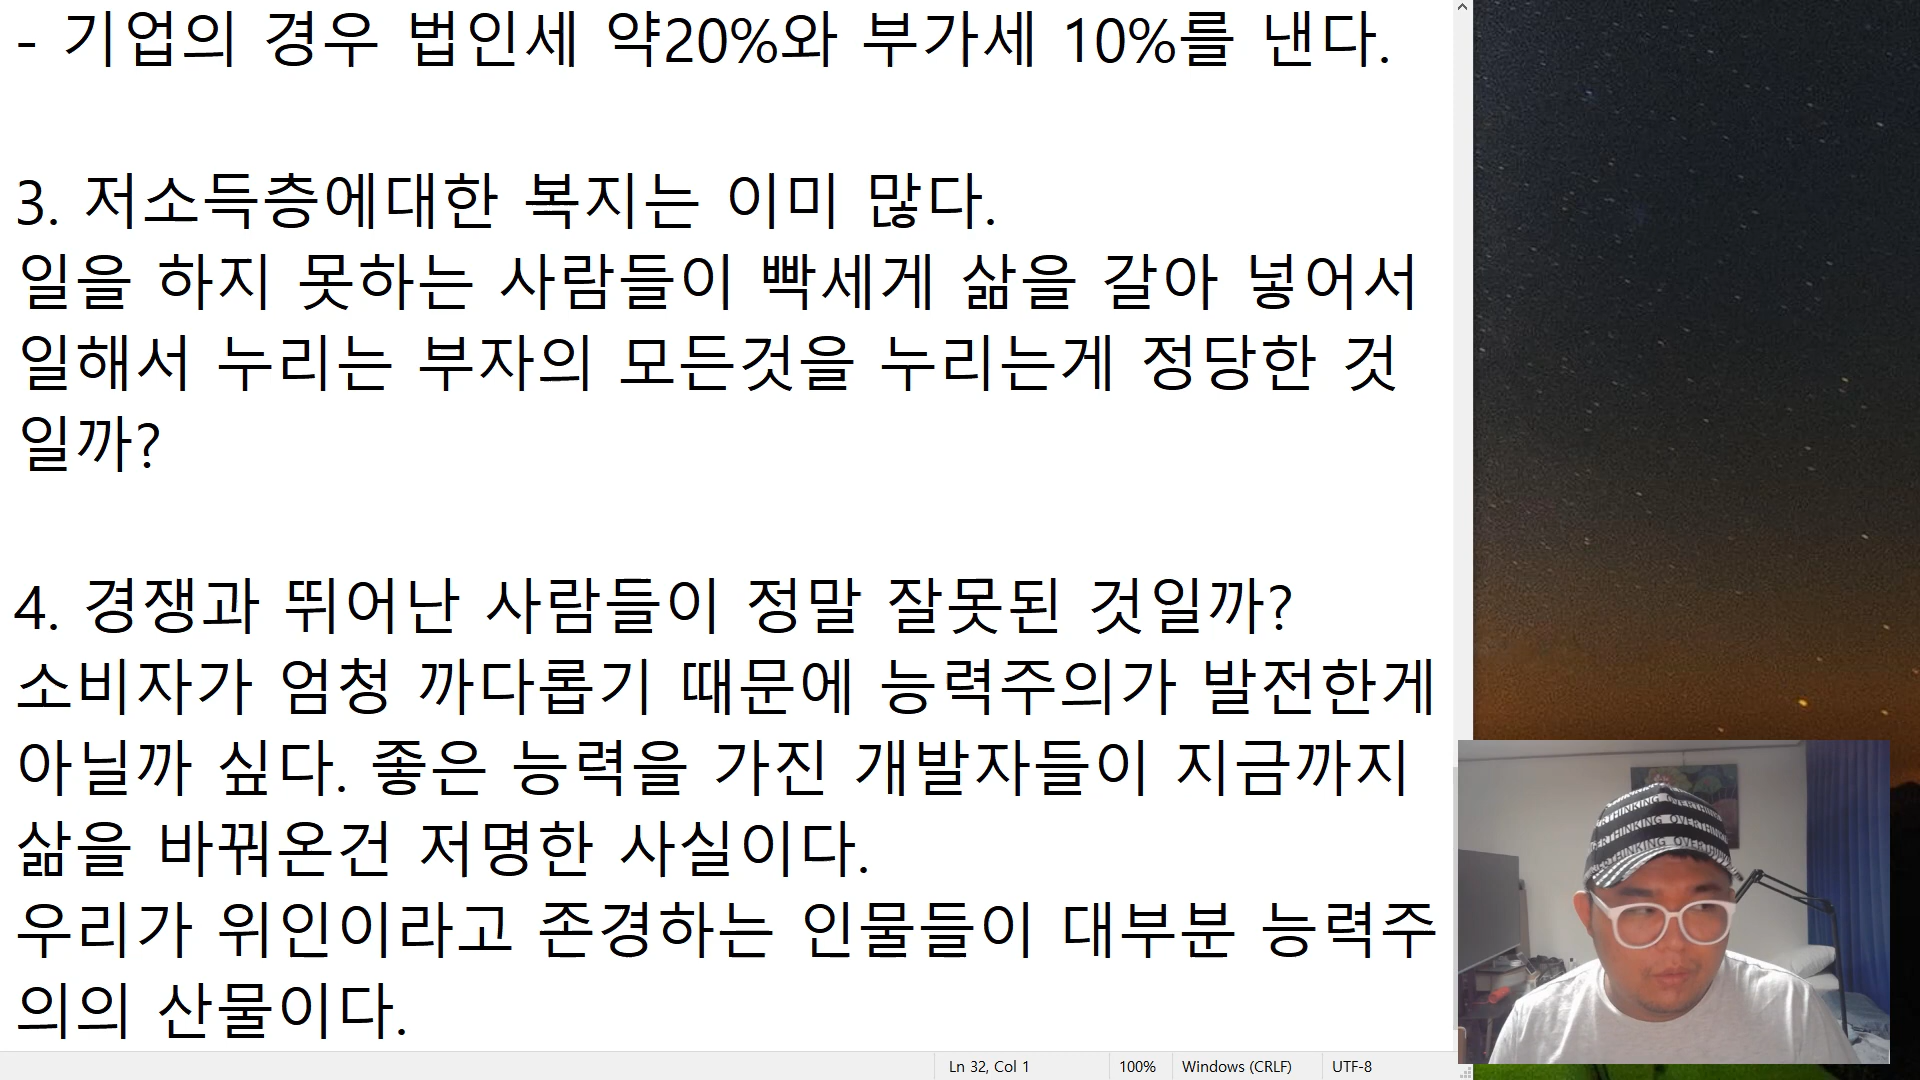 - 기업의 경우 법인세 약20%와 부가세 10%를 낸다.
3. 저소득층에대한 복지는 이미 많다.
일을 하지 못하는 사람들이 빡세게 삶을 갈아 넣어서
일해서 누리는 부자의 모든것을 누리는게 정당한 것
일까?
4. 경쟁과 뛰어난 사람들이 정말 잘못된 것일까?
소비자가 엄청 까다롭기 때문에 능력주의가 발전한게
아닐까 싶다. 좋은 능력을 가진 개발자들이 지금까지
삶을 바꿔온건 저명한 사실이다.
우리가 위인이라고 존경하는 인물들이 대부분 능력주
의의 산물이다.
Ln 32, Col 1 100% Windows (CRLF) UTF-8
THINKING OVERTHI
THINKING OVERTHIN
ERTHINKING OVERTHI